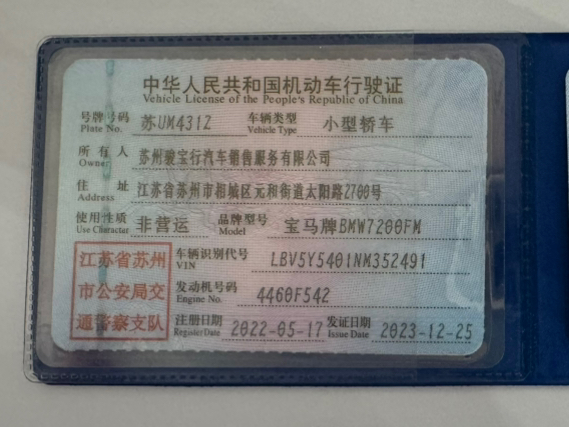 中华人民共和国机动车行驶证
Vehicle License of the People's Republic of China
号牌号码 Plate No. 苏UM431Z 车辆类型 Vehicle Type 小型轿车
所有人 Owner 苏州骏宝行汽车销售服务有限公司
住址 Address 江苏省苏州市相城区元和街道太阳路2700号
使用性质 Use Character 非营运 品牌型号 Model 宝马牌BMW7200FM
车辆识别代号 VIN LBV5Y5401NM352491
发动机号码 Engine No. 4460F542
注册日期 Register Date 2022-05-17 发证日期 Issue Date 2023-12-25
江苏省苏州
市公安局交
通警察支队